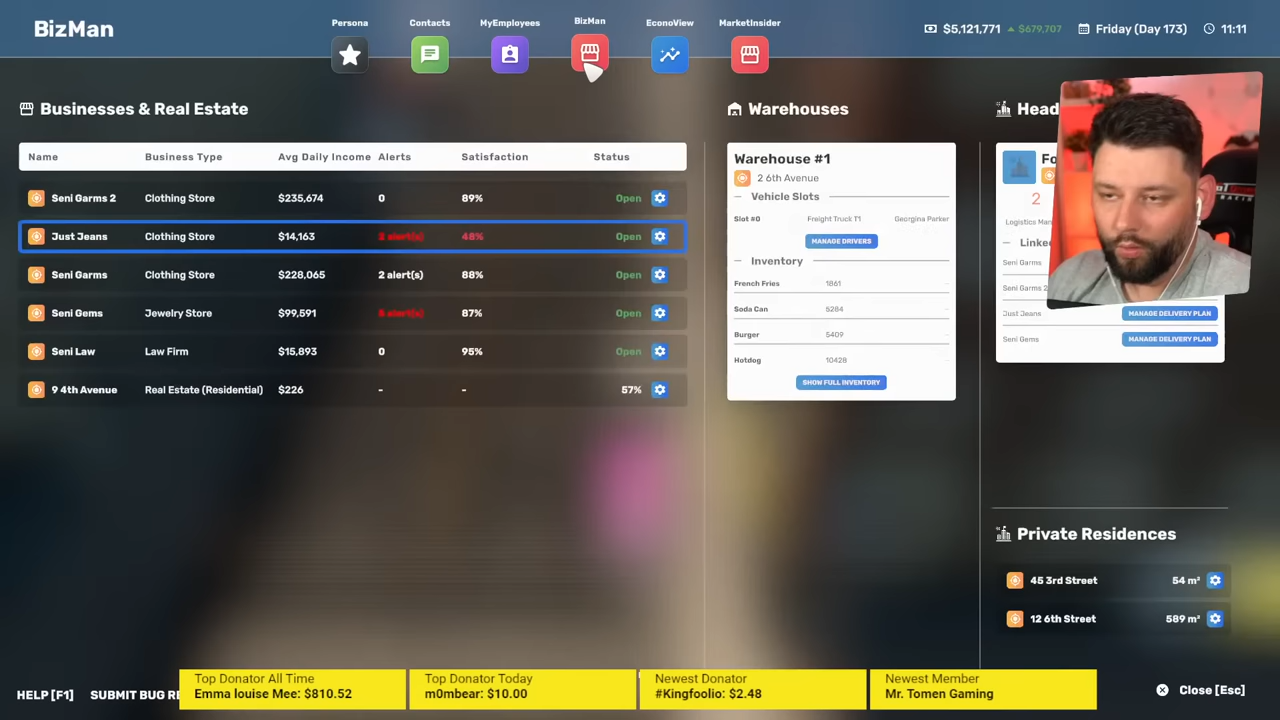 BizMan
Persona
Contacts
MyEmployees
BizMan
EconoView
MarketInsider
$5,121,771 ▲ $679,707
Friday (Day 173)
11:11
Businesses & Real Estate
Name Business Type Avg Daily Income Alerts Satisfaction Status
Seni Garms 2 Clothing Store $235,674 0 89% Open
Just Jeans Clothing Store $14,163 2 alert(s) 48% Open
Seni Garms Clothing Store $228,065 2 alert(s) 88% Open
Seni Gems Jewelry Store $99,591 alert(s) 87% Open
Seni Law Law Firm $15,893 0 95% Open
9 4th Avenue Real Estate (Residential) $226 - - 57%
Warehouses
Warehouse #1
2 6th Avenue
Vehicle Slots
Slot #0 Freight Truck T1 Georgina Parker
MANAGE DRIVERS
Inventory
French Fries 1861
Soda Can 5284
Burger 5409
Hotdog 10428
SHOW FULL INVENTORY
Head
Fo
2
Logistics Man
Linke
Seni Garms
Seni Garms 2
Just Jeans MANAGE DELIVERY PLAN
Seni Gems MANAGE DELIVERY PLAN
Private Residences
45 3rd Street 54 m²
12 6th Street 589 m²
HELP [F1]
SUBMIT BUG RE
Top Donator All Time
Emma louise Mee: $810.52
Top Donator Today
m0mbear: $10.00
Newest Donator
#Kingfoolio: $2.48
Newest Member
Mr. Tomen Gaming
Close [Esc]